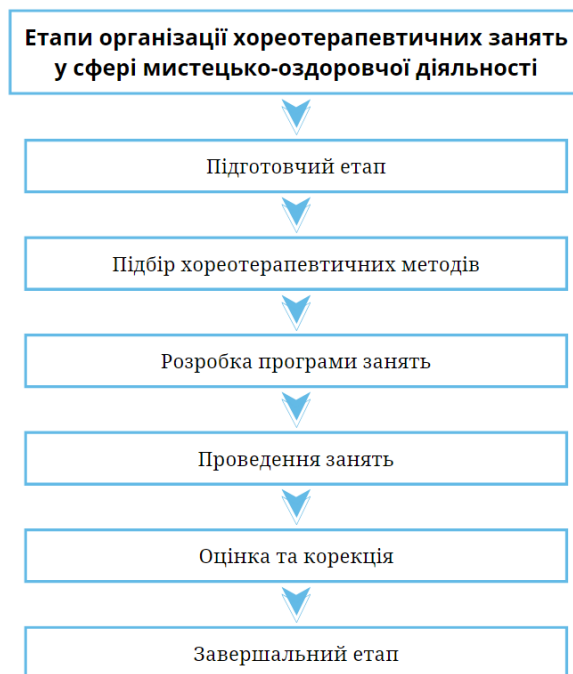 Етапи організації хореотерапевтичних занять
у сфері мистецько-оздоровчої діяльності
Підготовчий етап
Підбір хореотерапевтичних методів
Розробка програми занять
Проведення занять
Оцінка та корекція
Завершальний етап